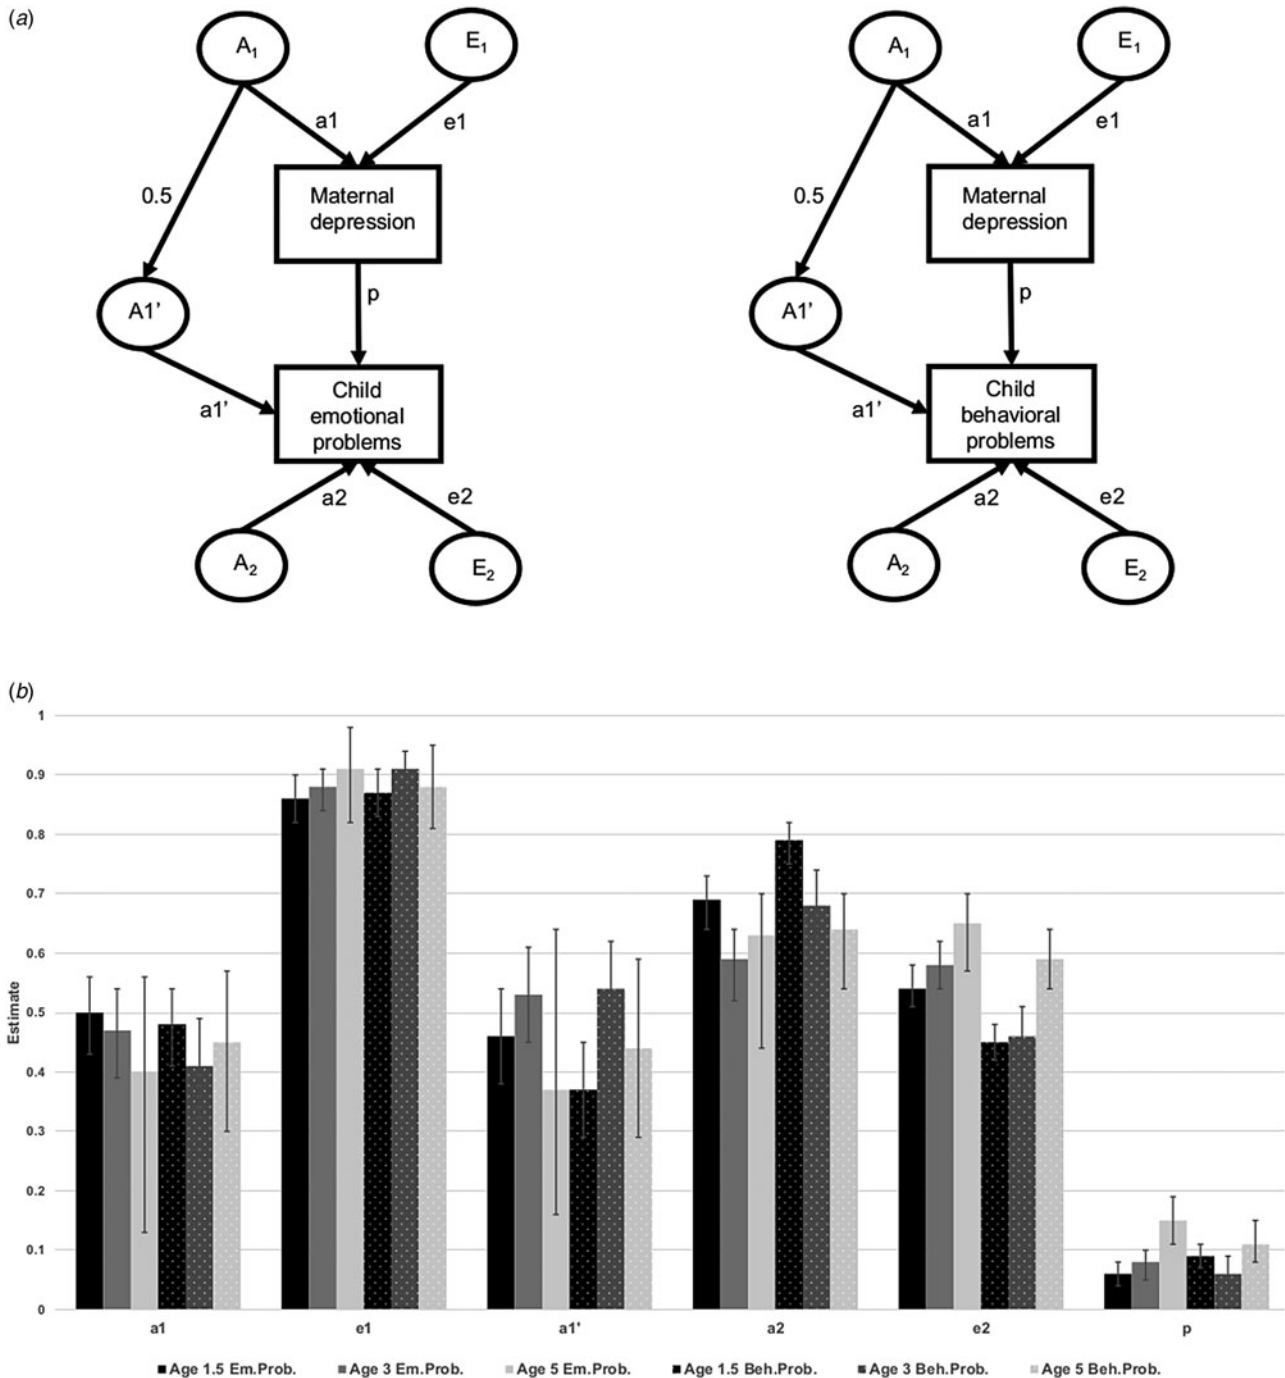 (a)
A1
E1
a1
e1
0.5
Maternal
depression
A1’
p
a1’
Child
emotional
problems
a2
e2
A2
E2
A1
E1
a1
e1
0.5
Maternal
depression
A1’
p
a1’
Child
behavioral
problems
a2
e2
A2
E2
(b)
1
0.9
0.8
0.7
0.6
0.5
0.4
0.3
0.2
0.1
0
Estimate
a1 e1 a1' a2 e2 p
Age 1.5 Em.Prob. Age 3 Em.Prob. Age 5 Em.Prob. Age 1.5 Beh.Prob. Age 3 Beh.Prob. Age 5 Beh.Prob.